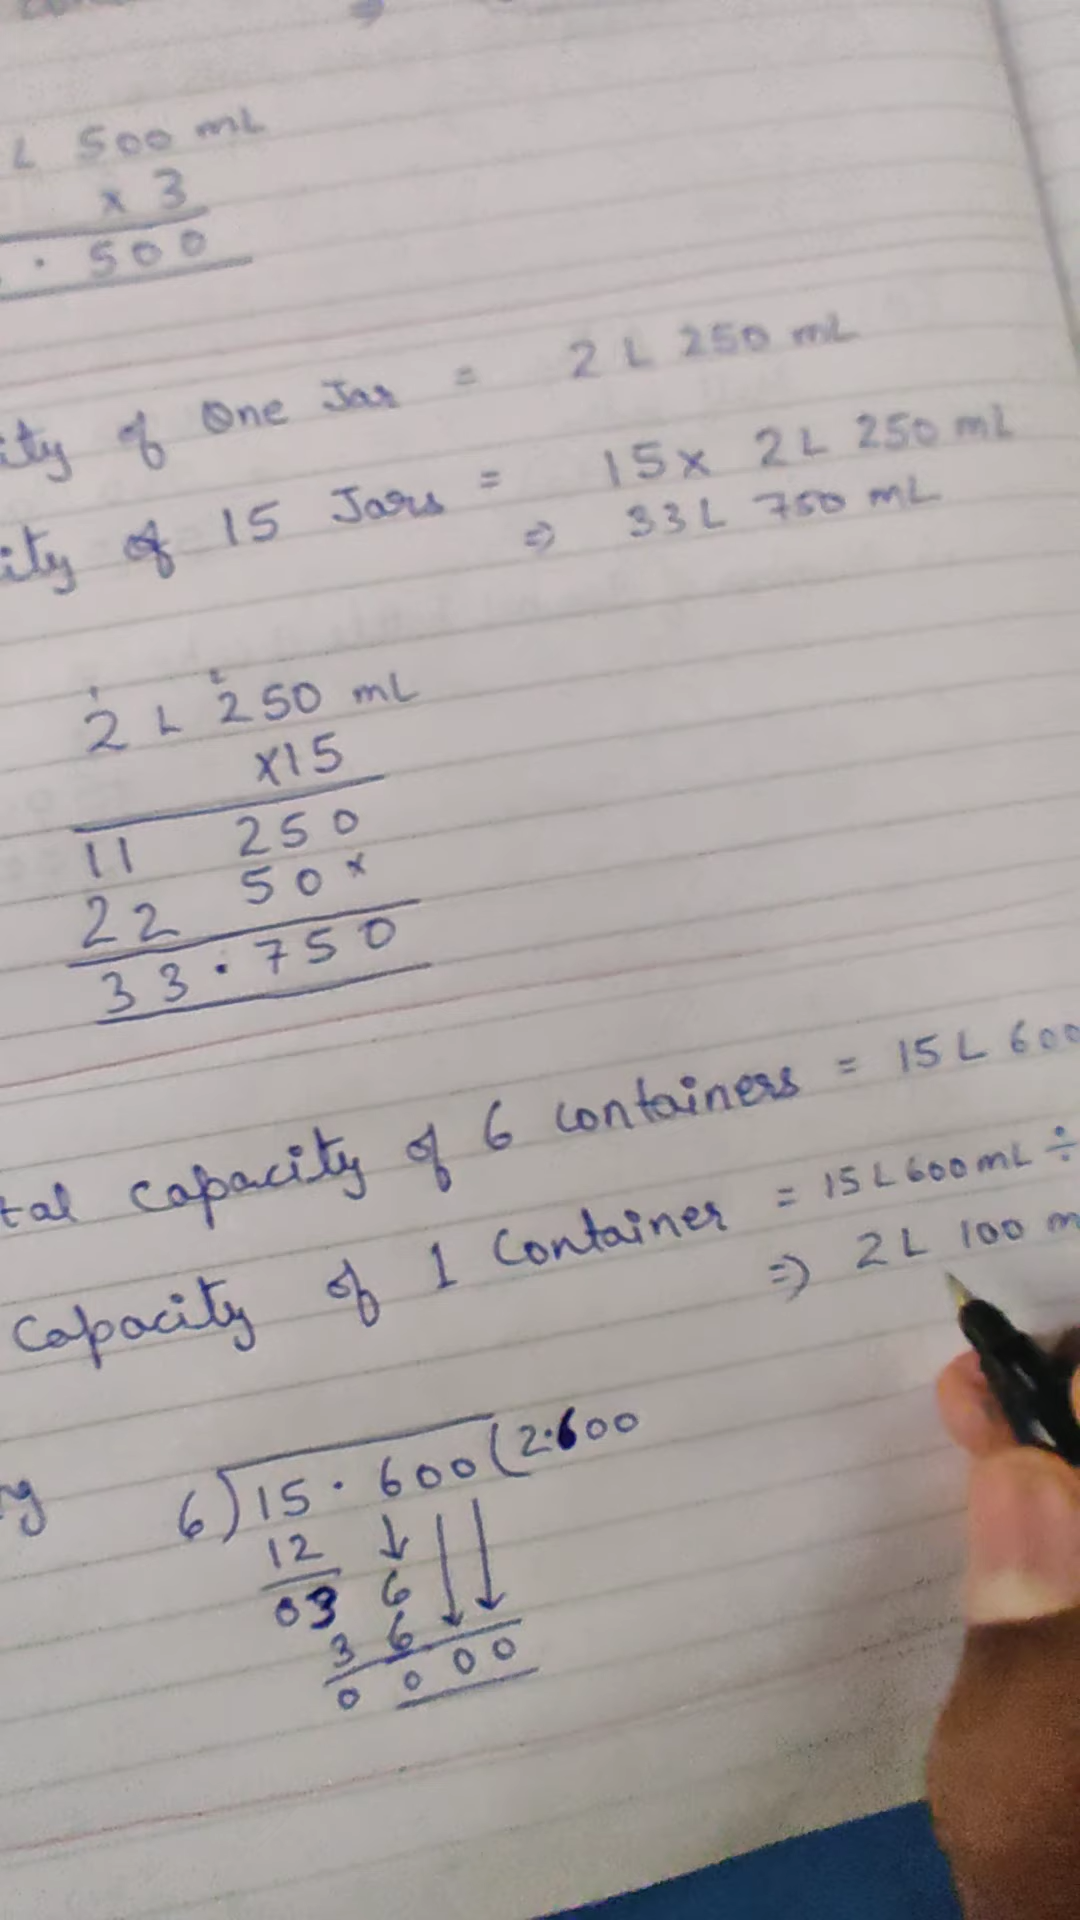 L 500 mL
x 3
. 500
ity of One Jar = 2 L 250 mL
ity of 15 Jars = 15 x 2 L 250 mL
⇒ 33 L 750 mL
2 L 250 mL
x15
11 250
22 50 x
33.750
tal capacity of 6 containers = 15 L 600
Capacity of 1 Container = 15 L 600 mL ÷
⇒ 2 L 100 m
6)15.600(2.600
12
03 6
3 6
0 0 0 0